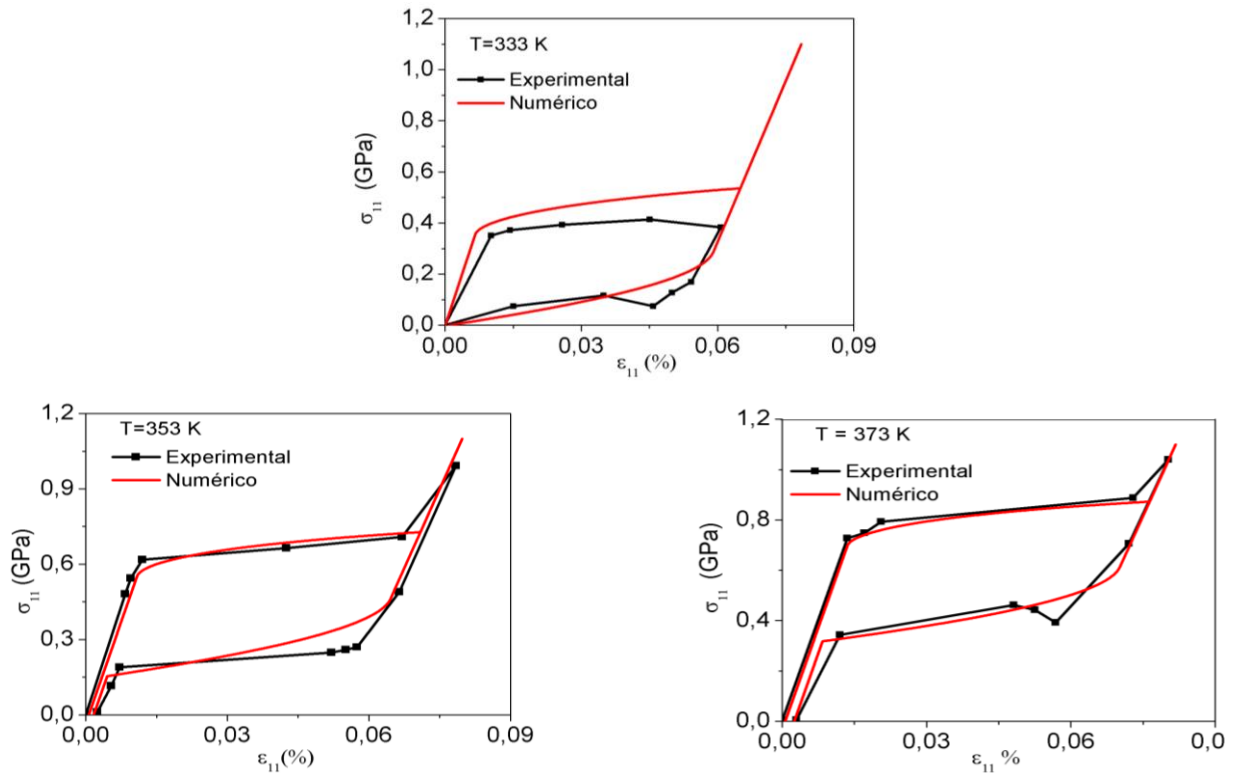 1,2
T=333 K
1,0
Experimental
Numérico
0,8
σ11 (GPa)
0,6
0,4
0,2
0,0
0,00
0,03
0,06
0,09
ε11 (%)
1,2
T=353 K
Experimental
Numérico
0,9
σ11 (GPa)
0,6
0,3
0,0
0,00
0,03
0,06
0,09
ε11(%)
1,2
T = 373 K
Experimental
Numérico
0,8
σ11 (GPa)
0,4
0,0
0,00
0,03
0,06
0,0
ε11 %